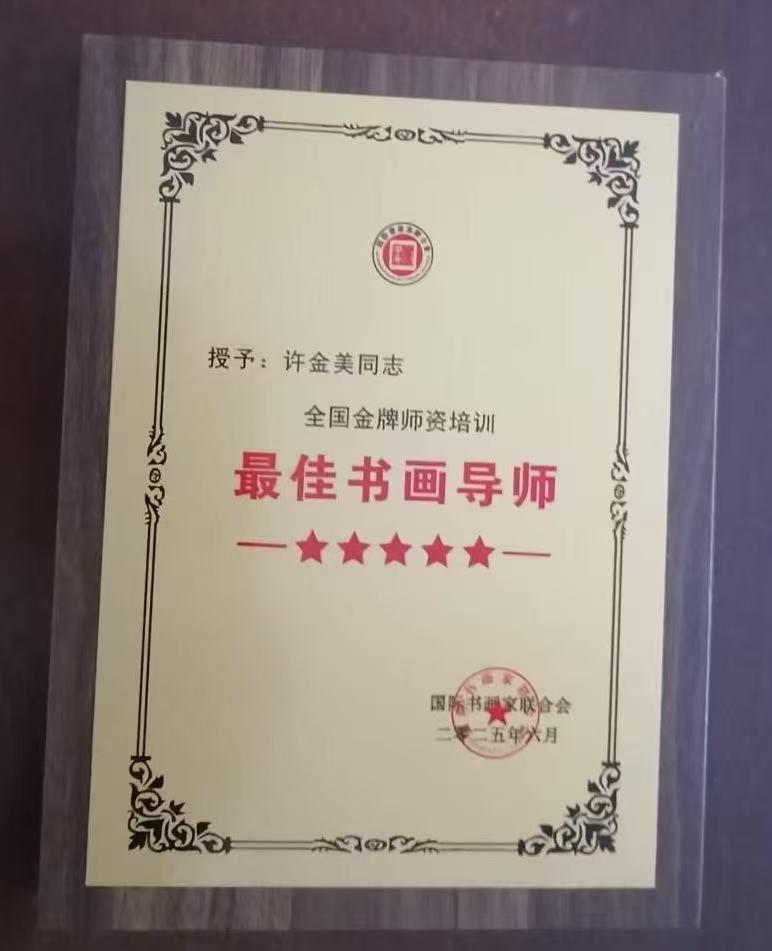 授予：许金美同志
全国金牌师资培训
最佳书画导师
国际书画家联合会
二零二五年六月